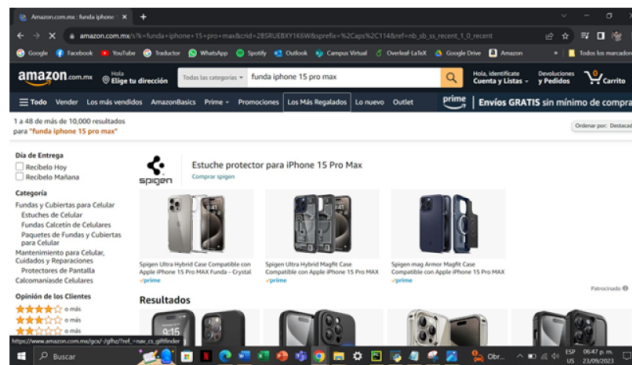 Amazon.com.mx : funda iphone
amazon.com.mx/s?k=funda+iphone+15+pro+max&crid=2BSRUEBXY1K6W&sprefix=%2Caps%2C114&ref=nb_sb_ss_recent_1_0_recent
Google Facebook YouTube Traductor WhatsApp Spotify Outlook Campus Virtual Overleaf-LaTeX Google Drive Amazon Todos los marcadores
amazon.com.mx
Hola
Elige tu dirección
Todas las categorías
funda iphone 15 pro max
Hola, identifícate
Cuenta y Listas
Devoluciones
y Pedidos
Carrito
Todo Vender Los más vendidos AmazonBasics Prime Promociones Los Más Regalados Lo nuevo Outlet
prime Envíos GRATIS sin mínimo de compra
1 a 48 de más de 10,000 resultados
para "funda iphone 15 pro max"
Ordenar por: Destacad
Día de Entrega
Recíbelo Hoy
Recíbelo Mañana
Categoría
Fundas y Cubiertas para Celular
Estuches de Celular
Fundas Calcetín de Celulares
Paquetes de Fundas y Cubiertas
para Celular
Mantenimiento para Celular,
Cuidados y Reparaciones
Protectores de Pantalla
Calcomaníasde Celulares
Opinión de los Clientes
o más
o más
o más
spigen
Estuche protector para iPhone 15 Pro Max
Comprar spigen
Spigen Ultra Hybrid Case Compatible con
Apple iPhone 15 Pro MAX Funda - Crystal
prime
Spigen Ultra Hybrid Magfit Case
Compatible con Apple iPhone 15 Pro MAX
prime
Spigen mag Armor Magfit Case
Compatible con Apple iPhone 15 Pro MAX
prime
Patrocinado
Resultados
9:15
https://www.amazon.com.mx/gcx/-/gfhz/?ref_=nav_cs_giftfinder
Buscar
Obr...
ESP
US
06:47 p. m.
21/09/2023